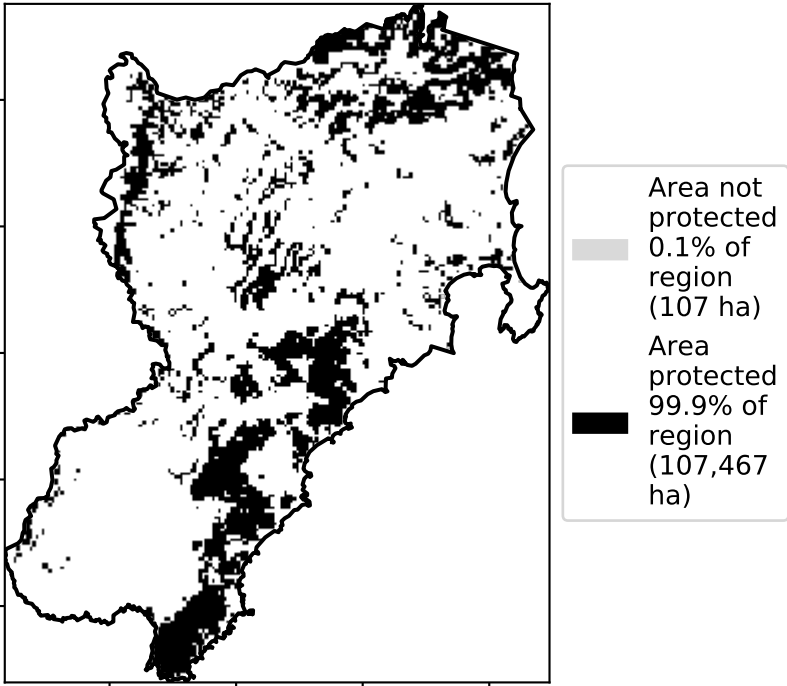 Area not
protected
0.1% of
region
(107 ha)
Area
protected
99.9% of
region
(107,467
ha)